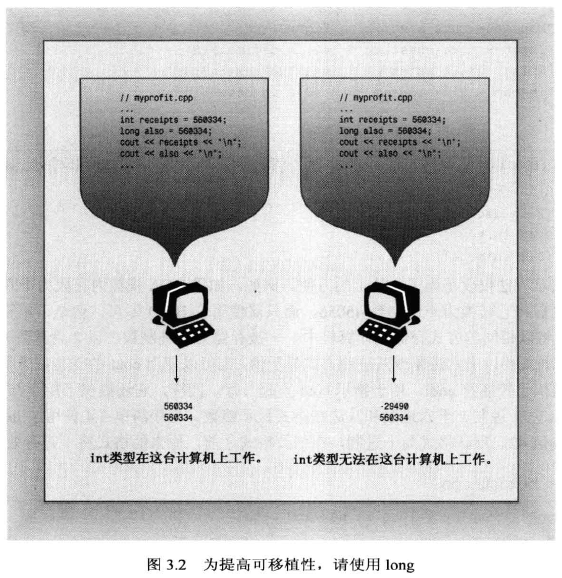 // myprofit.cpp
...
int receipts = 560334;
long also = 560334;
cout << receipts << "\n";
cout << also << "\n";
...
// myprofit.cpp
...
int receipts = 560334;
long also = 560334;
cout << receipts << "\n";
cout << also << "\n";
...
560334
560334
-29490
560334
int类型在这台计算机上工作。
int类型无法在这台计算机上工作。
图 3.2 为提高可移植性，请使用 long